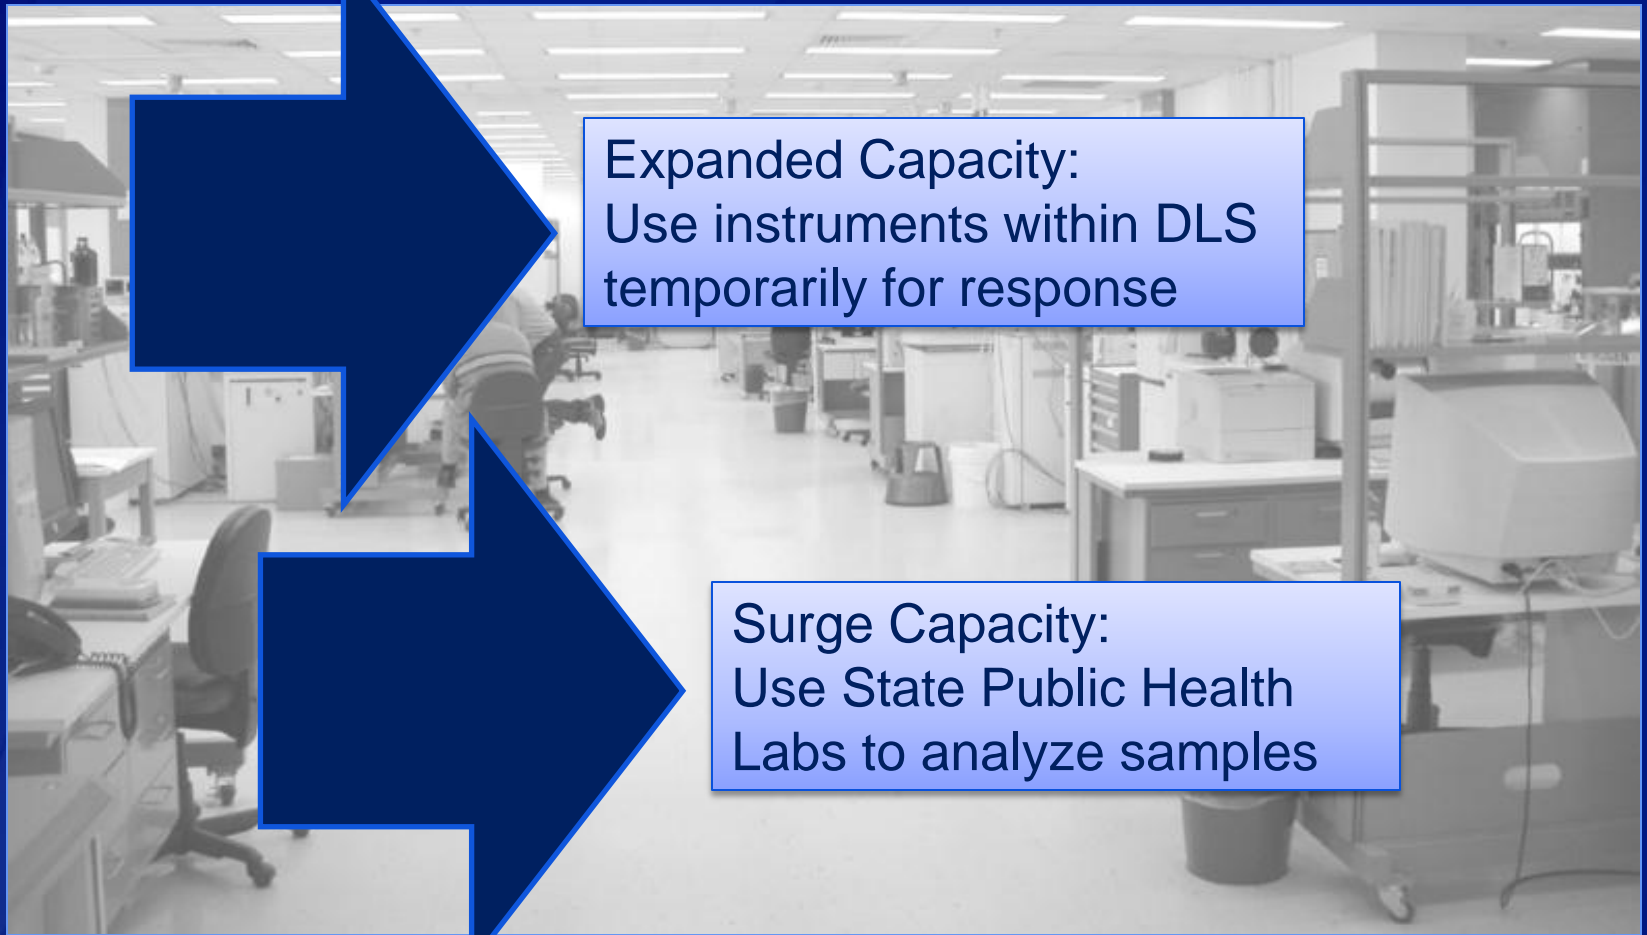 Expanded Capacity:
Use instruments within DLS
temporarily for response
Surge Capacity:
Use State Public Health
Labs to analyze samples